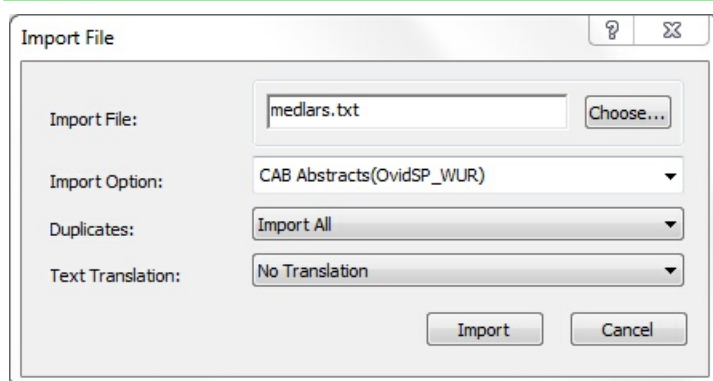 Import File
Import File:
medlars.txt
Choose...
Import Option:
CAB Abstracts(OvidSP_WUR)
Duplicates:
Import All
Text Translation:
No Translation
Import
Cancel